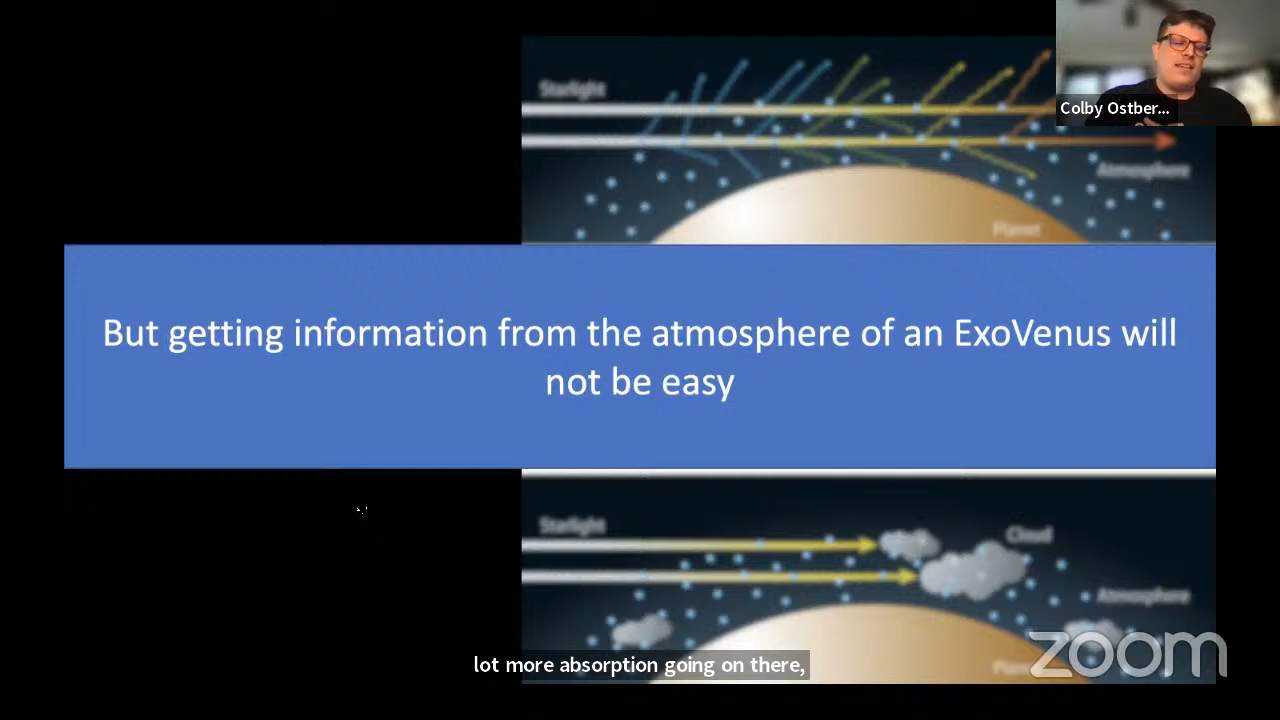 Starlight
Colby Ostber...
Atmosphere
Planet
But getting information from the atmosphere of an ExoVenus will
not be easy
Starlight
Cloud
Atmosphere
lot more absorption going on there,
zoom